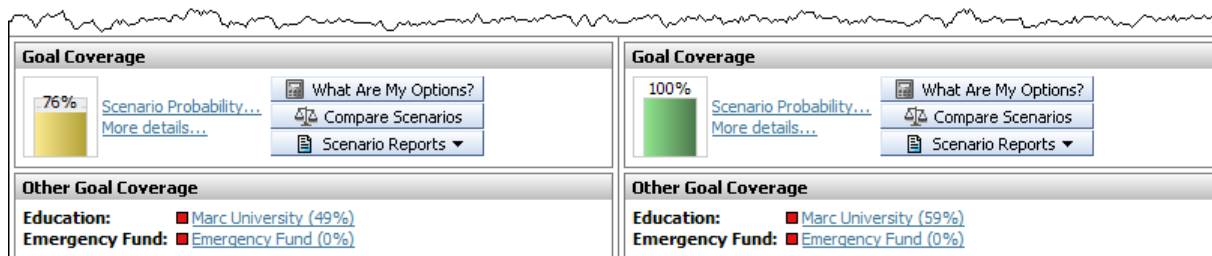 Goal Coverage
76%
Scenario Probability...
More details...
What Are My Options?
Compare Scenarios
Scenario Reports
Other Goal Coverage
Education: Marc University (49%)
Emergency Fund: Emergency Fund (0%)
Goal Coverage
100%
Scenario Probability...
More details...
What Are My Options?
Compare Scenarios
Scenario Reports
Other Goal Coverage
Education: Marc University (59%)
Emergency Fund: Emergency Fund (0%)